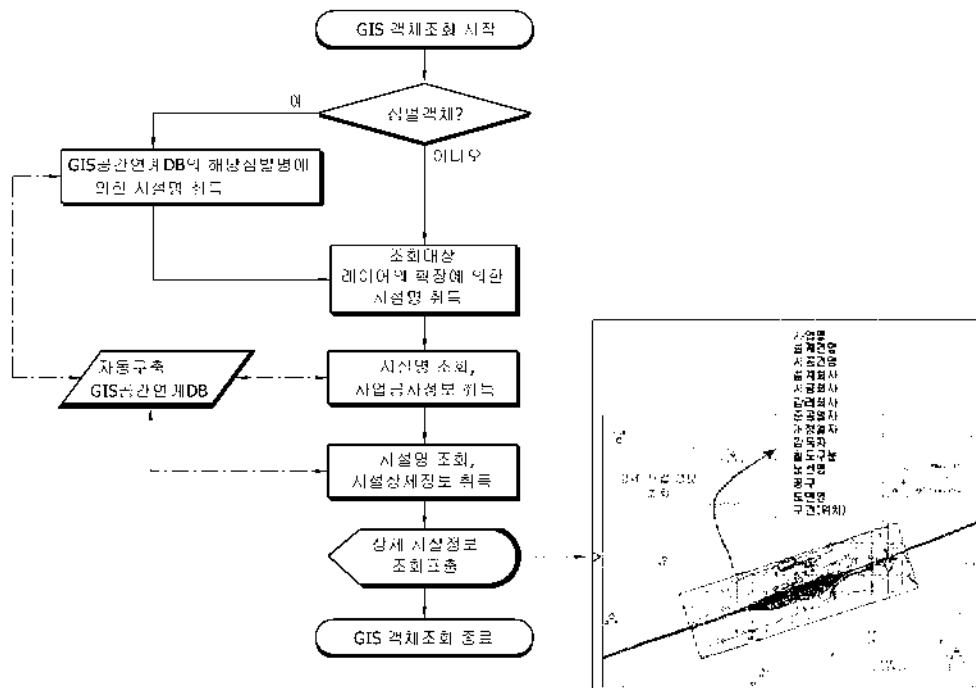 GIS 객체조회 시작
심벌객체?
예
아니오
GIS공간연계DB의 해당심벌명에
의한 시설명 취득
조회대상
레이어의 확장에 의한
시설명 취득
자동구축
GIS공간연계DB
시설명 조회,
사업공사정보 취득
시설명 조회,
시설상세정보 취득
상세 시설정보
조회표출
GIS 객체조회 종료
사업명
설계건명
시공건명
설계회사
시공회사
감리회사
준공일자
개정일자
감독자
철도구분
노선명
공구
도면명
구간(위치)
조회